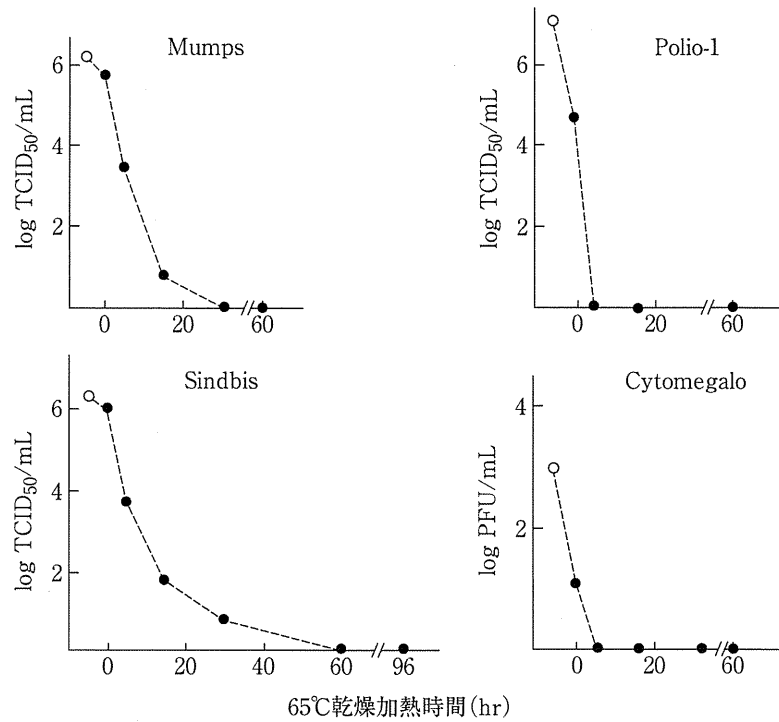 Mumps
log TCID50/mL
6
4
2
0 20 60
Polio-1
log TCID50/mL
6
4
2
0 20 60
Sindbis
log TCID50/mL
6
4
2
0 20 40 60 96
Cytomegalo
log PFU/mL
4
2
0 20 60
65℃乾燥加熱時間(hr)